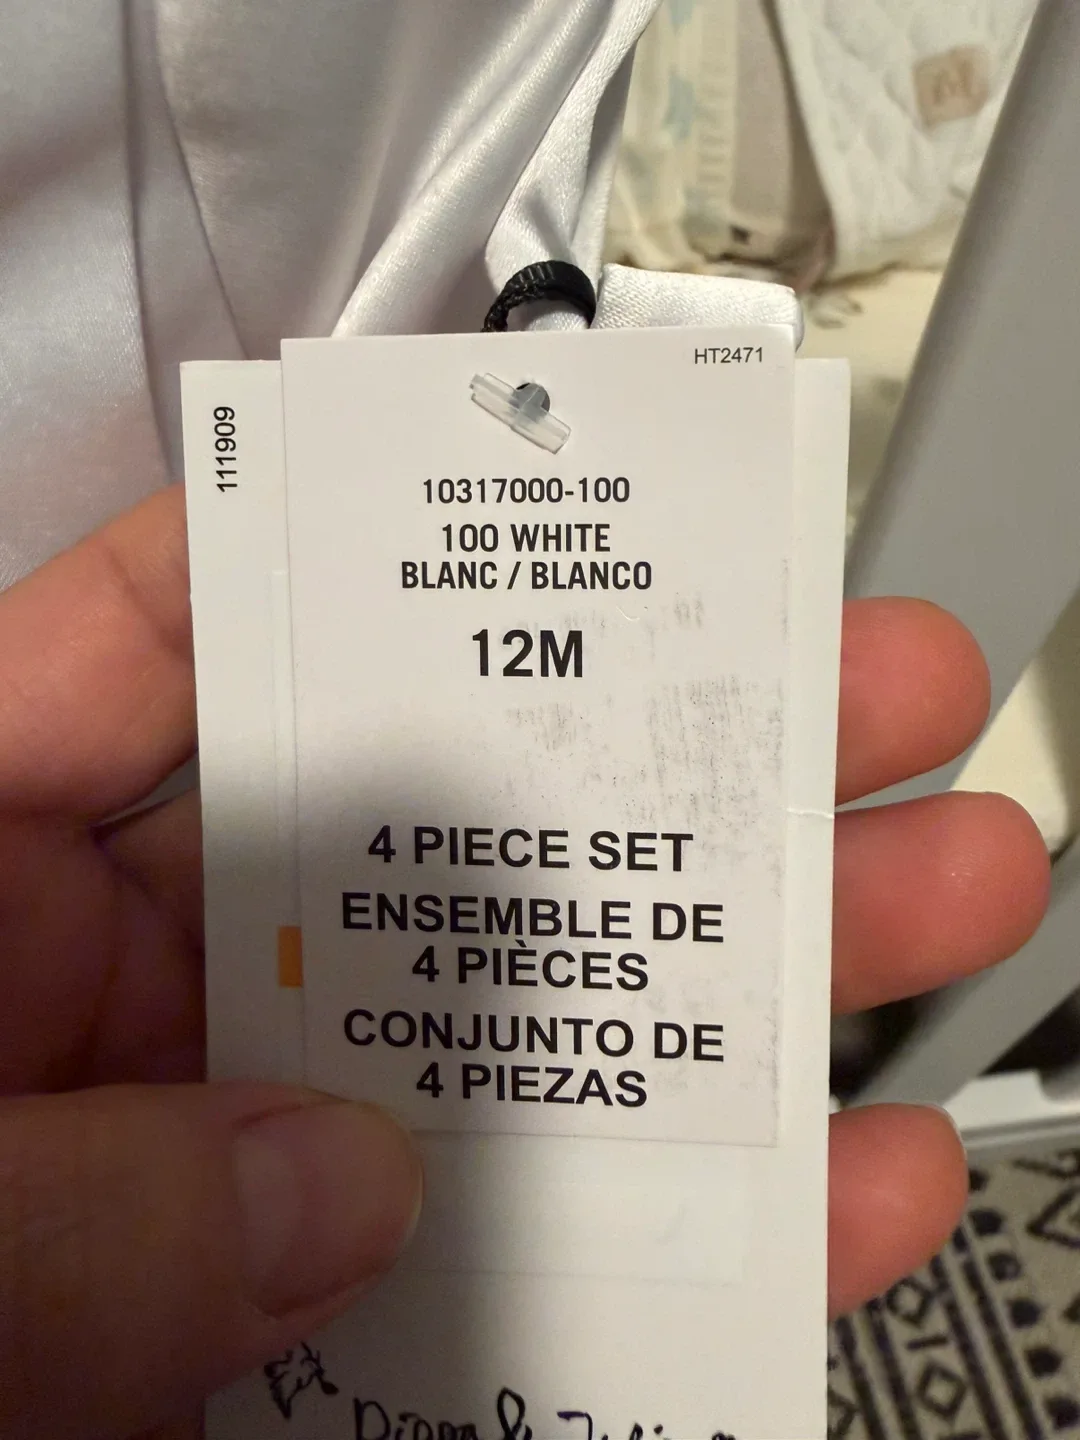 HT2471
111909
10317000-100
100 WHITE
BLANC / BLANCO
12M
4 PIECE SET
ENSEMBLE DE
4 PIÈCES
CONJUNTO DE
4 PIEZAS